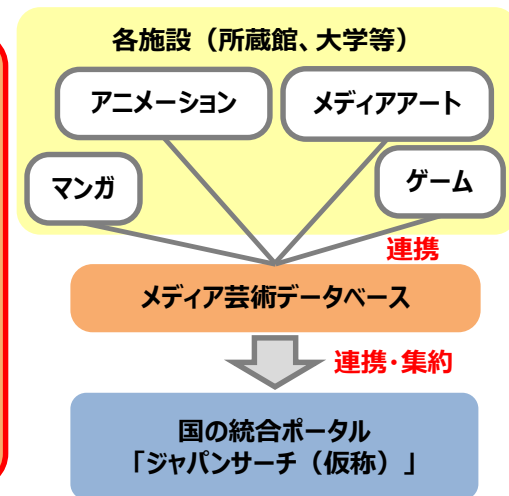 各施設（所蔵館、大学等）
アニメーション
メディアアート
マンガ
ゲーム
連携
メディア芸術データベース
連携・集約
国の統合ポータル
「ジャパンサーチ（仮称）」